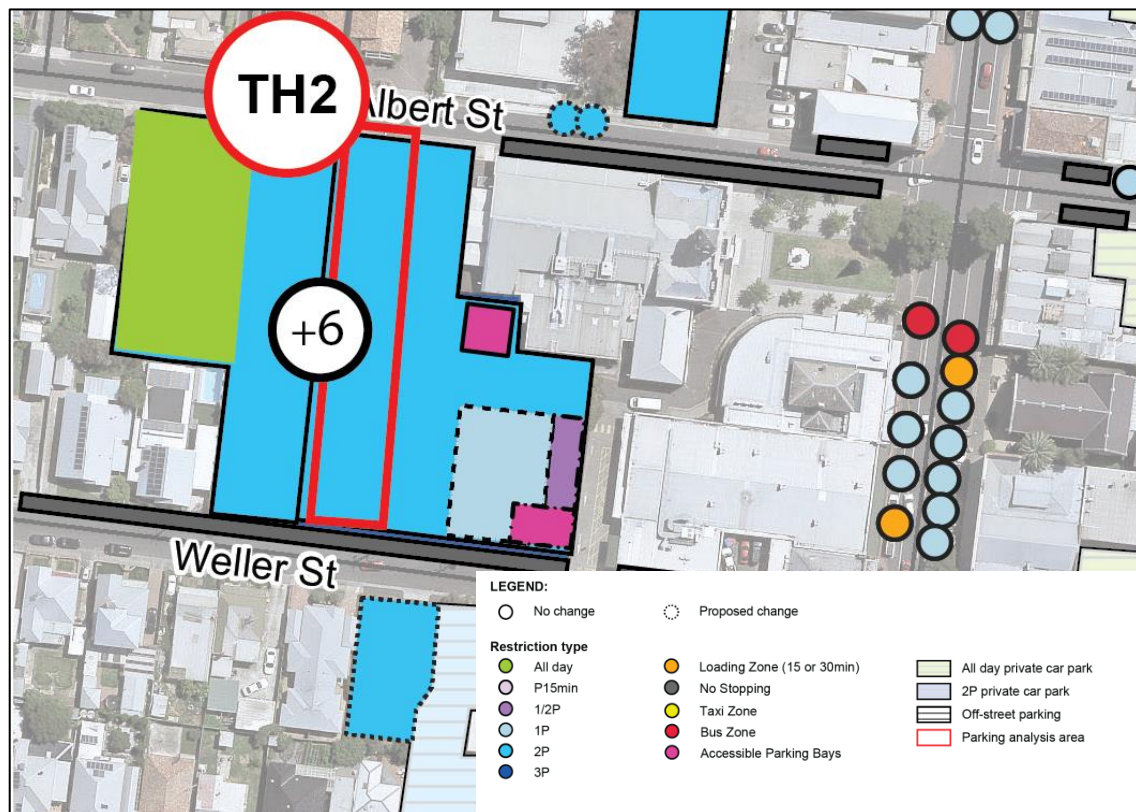 TH2
Albert St
+6
Weller St
LEGEND:
No change
Proposed change
Restriction type
All day
P15min
1/2P
1P
2P
3P
Loading Zone (15 or 30min)
No Stopping
Taxi Zone
Bus Zone
Accessible Parking Bays
All day private car park
2P private car park
Off-street parking
Parking analysis area